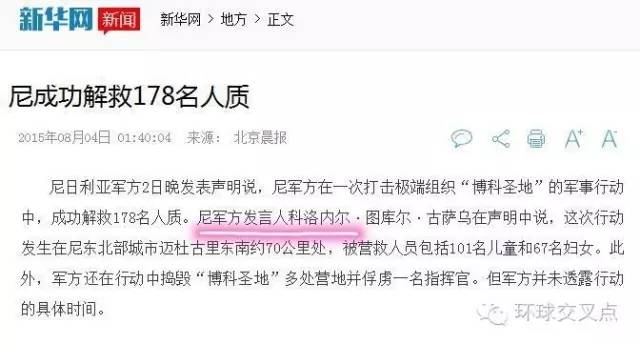 新华网 新闻 新华网 > 地方 > 正文
尼成功解救178名人质
2015年08月04日 01:40:04 来源： 北京晨报
尼日利亚军方2日晚发表声明说，尼军方在一次打击极端组织“博科圣地”的军事行动
中，成功解救178名人质。尼军方发言人科洛内尔·图库尔·古萨乌在声明中说，这次行动
发生在尼东北部城市迈杜古里东南约70公里处，被营救人员包括101名儿童和67名妇女。此
外，军方还在行动中捣毁“博科圣地”多处营地并俘虏一名指挥官。但军方并未透露行动
的具体时间。
环球交叉点